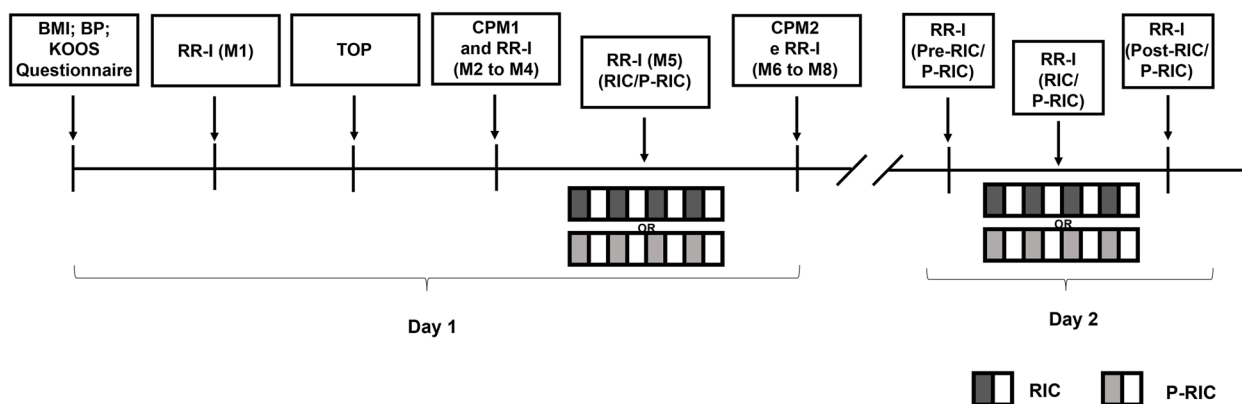 BMI; BP;
KOOS
Questionnaire
RR-I (M1)
TOP
CPM1
and RR-I
(M2 to M4)
RR-I (M5)
(RIC/P-RIC)
CPM2
e RR-I
(M6 to M8)
RR-I
(Pre-RIC/
P-RIC)
RR-I
(RIC/
P-RIC)
RR-I
(Post-RIC/
P-RIC)
OR
OR
Day 1
Day 2
RIC
P-RIC